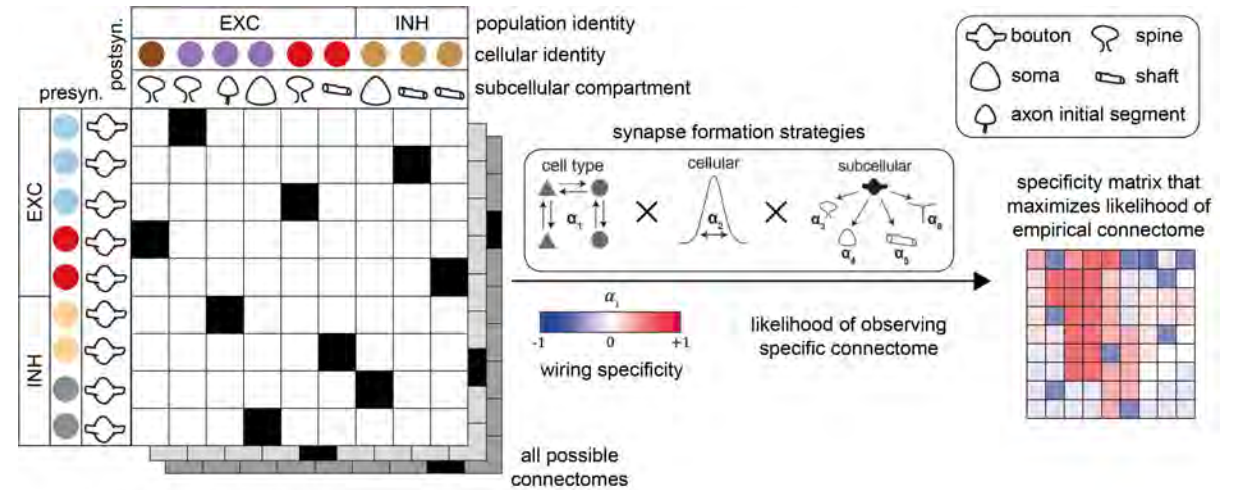 postsyn.
EXC
INH
population identity
cellular identity
subcellular compartment
presyn.
EXC
INH
all possible
connectomes
synapse formation strategies
cell type
α1
cellular
α2
subcellular
α3
α4
α5
α6
αi
-1
0
+1
wiring specificity
likelihood of observing
specific connectome
bouton
spine
soma
shaft
axon initial segment
specificity matrix that
maximizes likelihood of
empirical connectome